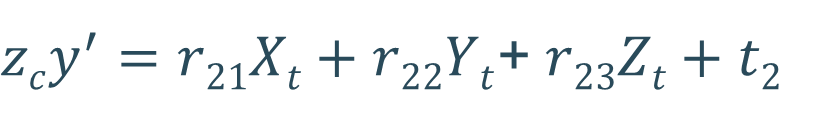 z_c y′ = r_21 X_t + r_22 Y_t + r_23 Z_t + t_2